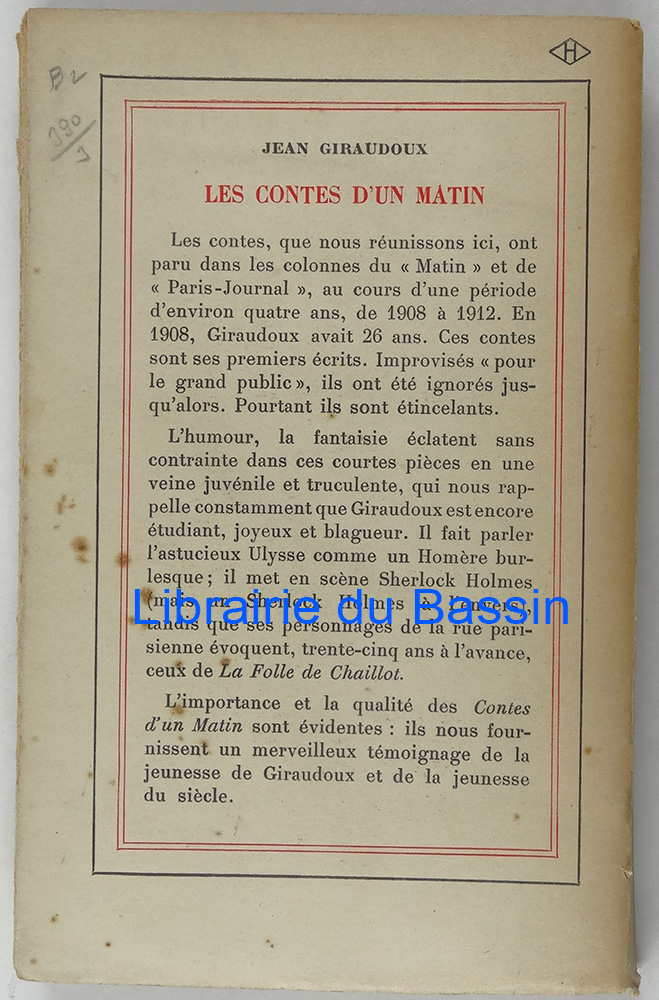 H
B2
390/3
JEAN GIRAUDOUX
LES CONTES D'UN MATIN
Les contes, que nous réunissons ici, ont
paru dans les colonnes du « Matin » et de
« Paris-Journal », au cours d'une période
d'environ quatre ans, de 1908 à 1912. En
1908, Giraudoux avait 26 ans. Ces contes
sont ses premiers écrits. Improvisés « pour
le grand public », ils ont été ignorés jus-
qu'alors. Pourtant ils sont étincelants.
L'humour, la fantaisie éclatent sans
contrainte dans ces courtes pièces en une
veine juvénile et truculente, qui nous rap-
pelle constamment que Giraudoux est encore
étudiant, joyeux et blagueur. Il fait parler
l'astucieux Ulysse comme un Homère bur-
lesque ; il met en scène Sherlock Holmes
(mais un Sherlock Holmes à l'envers),
Librairie du Bassin
tandis que ses personnages de la rue pari-
sienne évoquent, trente-cinq ans à l'avance,
ceux de La Folle de Chaillot.
L'importance et la qualité des Contes
d'un Matin sont évidentes : ils nous four-
nissent un merveilleux témoignage de la
jeunesse de Giraudoux et de la jeunesse
du siècle.